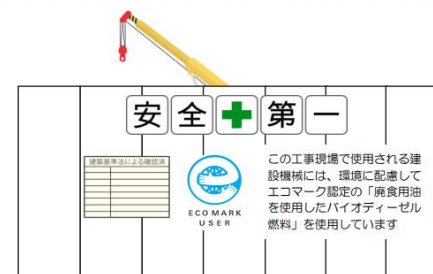 安全第一
建築基準法による確認済
この工事現場で使用される建
設機械には、環境に配慮して
エコマーク認定の「廃食用油
を使用したバイオディーゼル
燃料」を使用しています
ECO MARK
USER